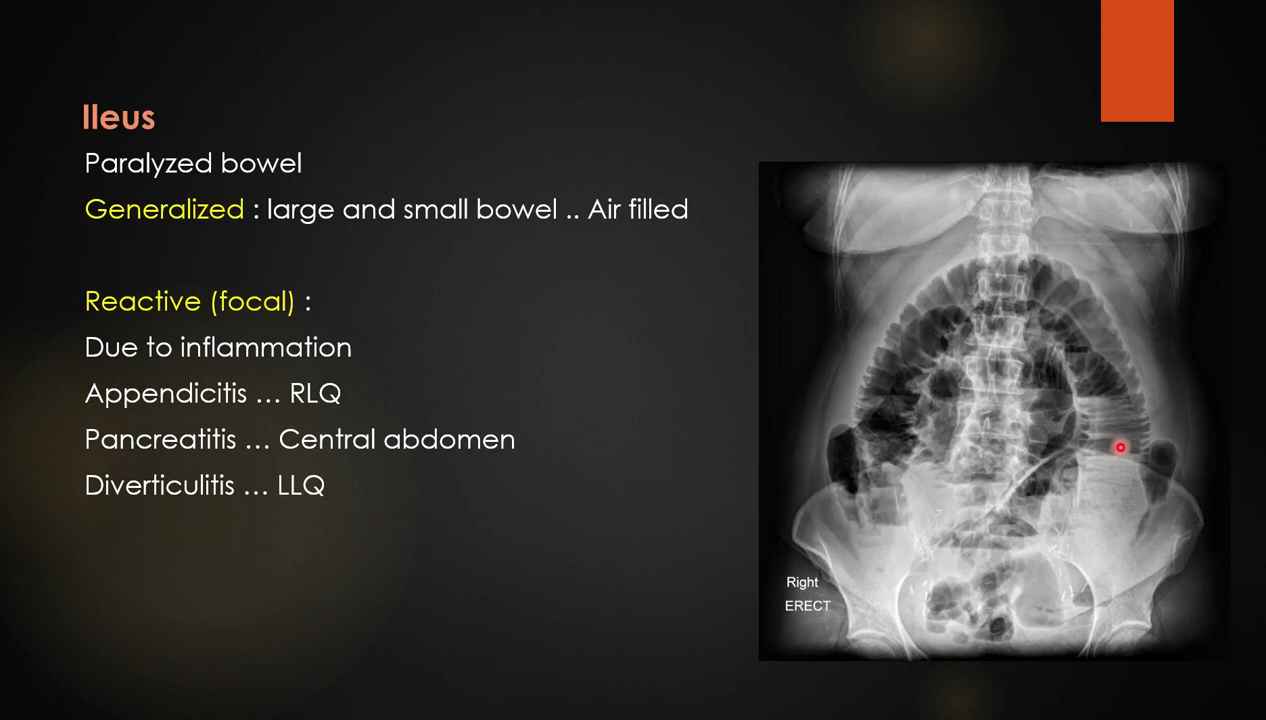 Ileus
Paralyzed bowel
Generalized : large and small bowel .. Air filled
Reactive (focal) :
Due to inflammation
Appendicitis ... RLQ
Pancreatitis ... Central abdomen
Diverticulitis ... LLQ
Right
ERECT